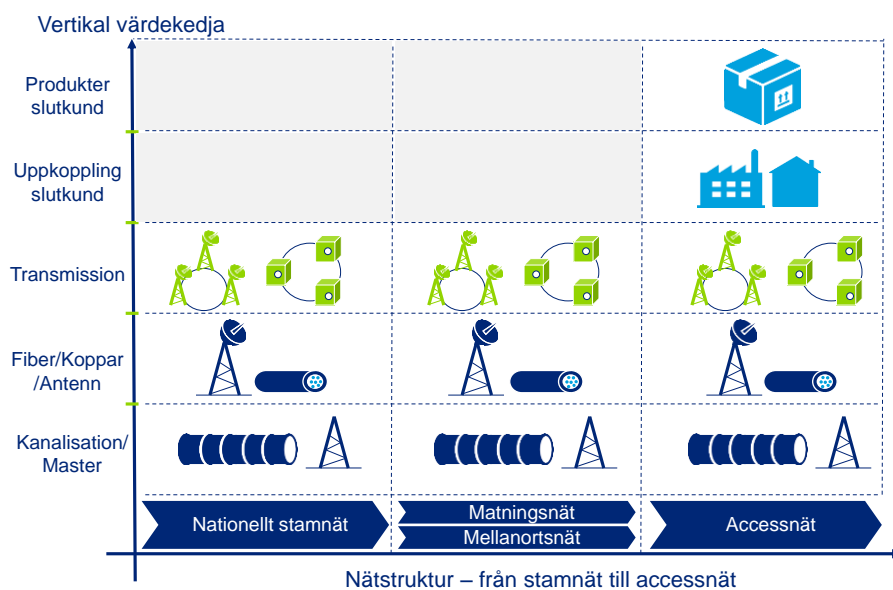 Vertikal värdekedja
Produkter
slutkund
Uppkoppling
slutkund
Transmission
Fiber/Koppar
/Antenn
Kanalisation/
Master
Nationellt stamnät
Matningsnät
Mellanortsnät
Accessnät
Nätstruktur – från stamnät till accessnät